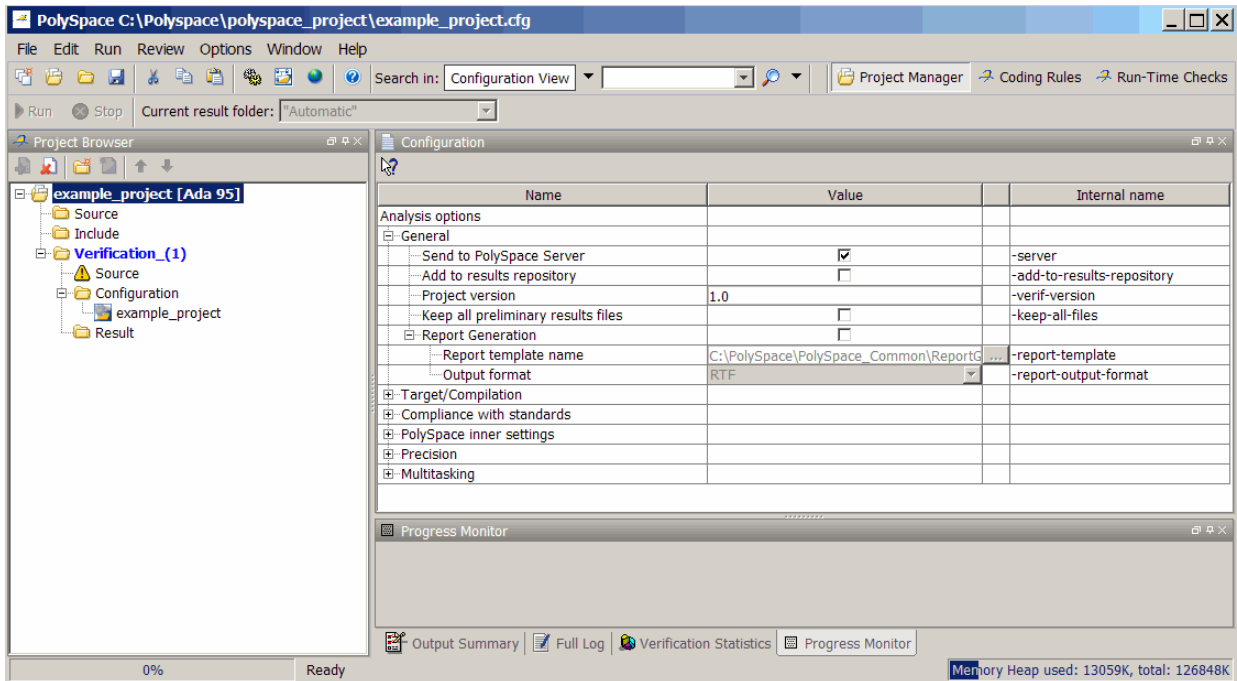 PolySpace C:\Polyspace\polyspace_project\example_project.cfg
File Edit Run Review Options Window Help
Search in: Configuration View Project Manager Coding Rules Run-Time Checks
Run Stop Current result folder: "Automatic"
Project Browser
example_project [Ada 95]
Source
Include
Verification_(1)
Source
Configuration
example_project
Result
Configuration
Name Value Internal name
Analysis options
General
Send to PolySpace Server -server
Add to results repository -add-to-results-repository
Project version 1.0 -verif-version
Keep all preliminary results files -keep-all-files
Report Generation
Report template name C:\PolySpace\PolySpace_Common\ReportG ... -report-template
Output format RTF -report-output-format
Target/Compilation
Compliance with standards
PolySpace inner settings
Precision
Multitasking
Progress Monitor
Output Summary Full Log Verification Statistics Progress Monitor
0% Ready Memory Heap used: 13059K, total: 126848K